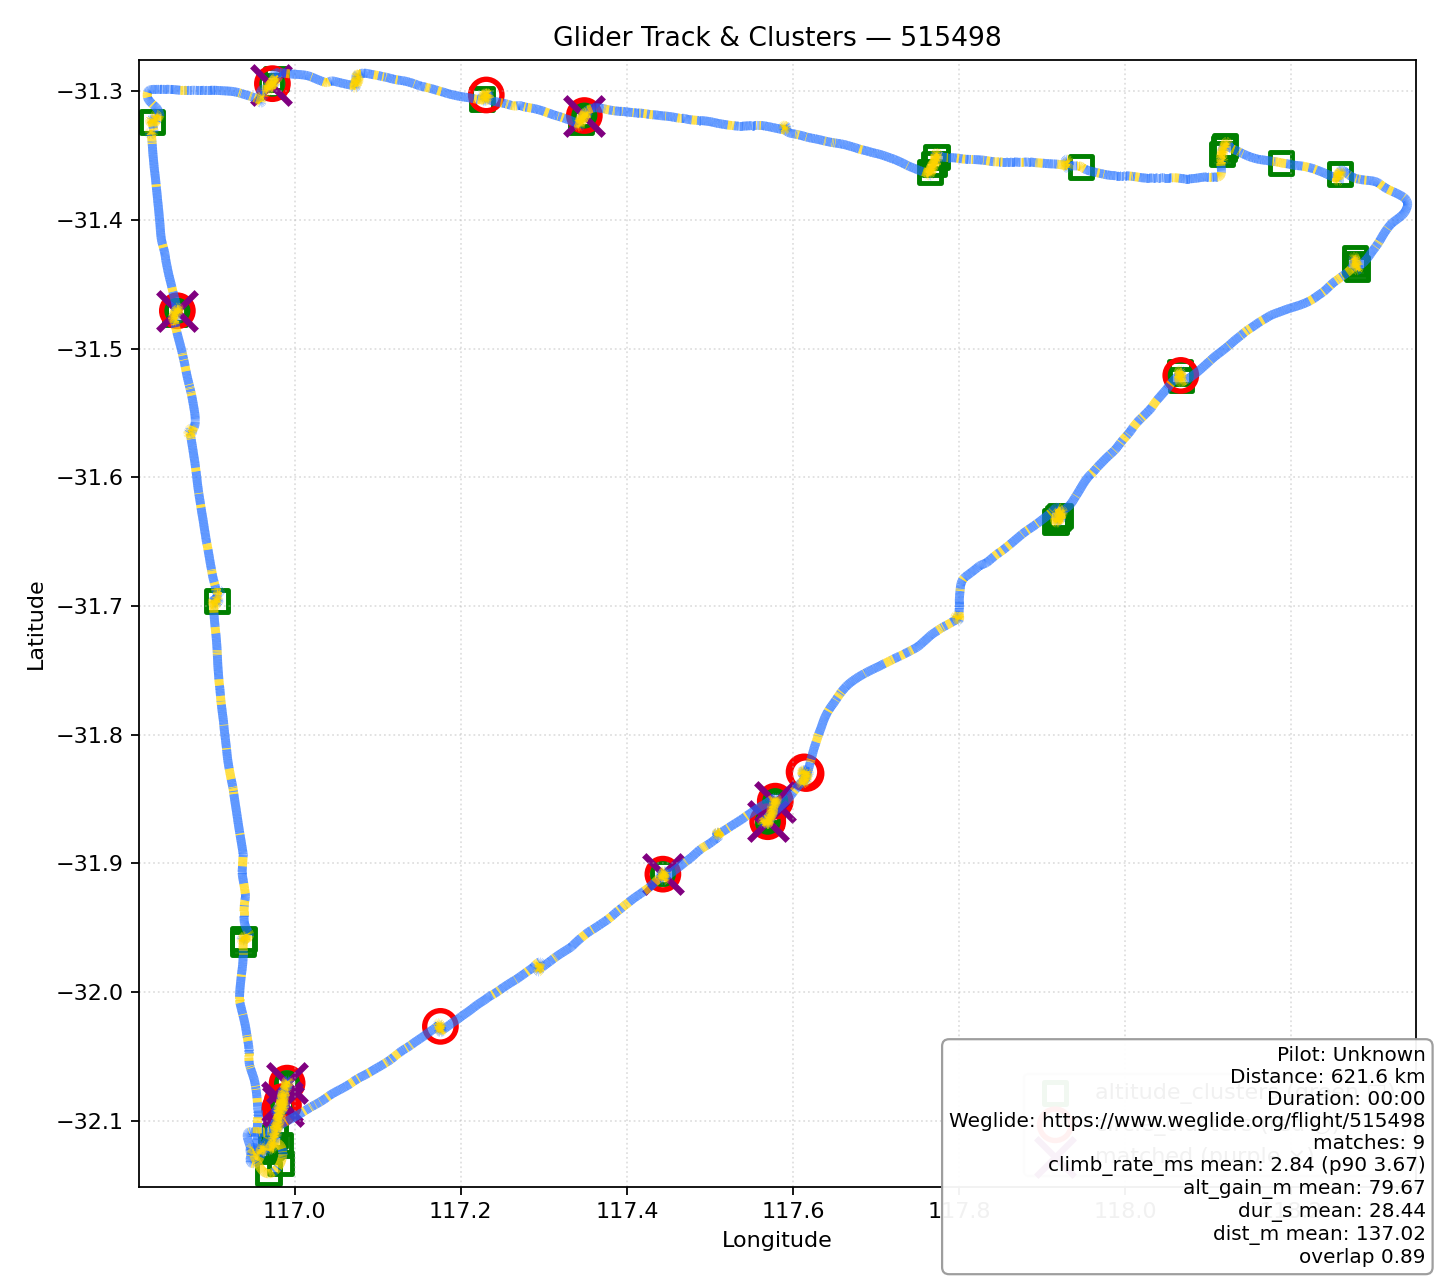 Glider Track & Clusters — 515498
−31.3
−31.4
−31.5
−31.6
−31.7
−31.8
−31.9
−32.0
−32.1
Latitude
117.0
117.2
117.4
117.6
117.8
118.0
Longitude
altitude_cluster
matched (purple
Pilot: Unknown
Distance: 621.6 km
Duration: 00:00
Weglide: https://www.weglide.org/flight/515498
matches: 9
climb_rate_ms mean: 2.84 (p90 3.67)
alt_gain_m mean: 79.67
dur_s mean: 28.44
dist_m mean: 137.02
overlap 0.89